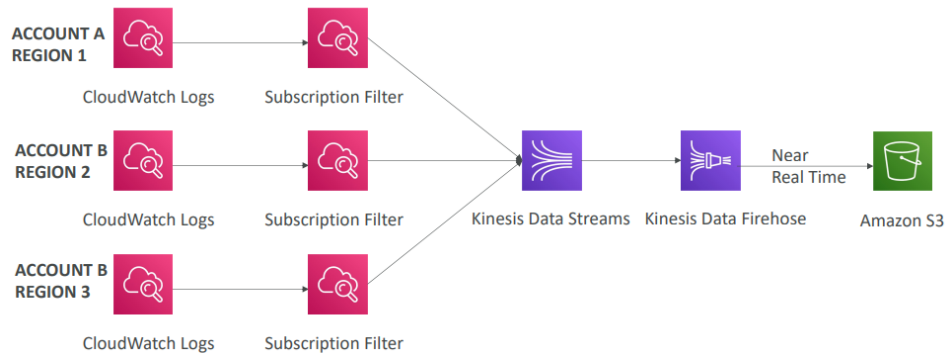 ACCOUNT A
REGION 1
CloudWatch Logs
Subscription Filter
ACCOUNT B
REGION 2
CloudWatch Logs
Subscription Filter
Kinesis Data Streams
Kinesis Data Firehose
Near
Real Time
Amazon S3
ACCOUNT B
REGION 3
CloudWatch Logs
Subscription Filter